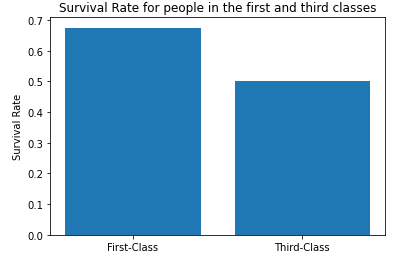 Survival Rate for people in the first and third classes
0.7
0.6
0.5
0.4
0.3
0.2
0.1
0.0
Survival Rate
First-Class
Third-Class